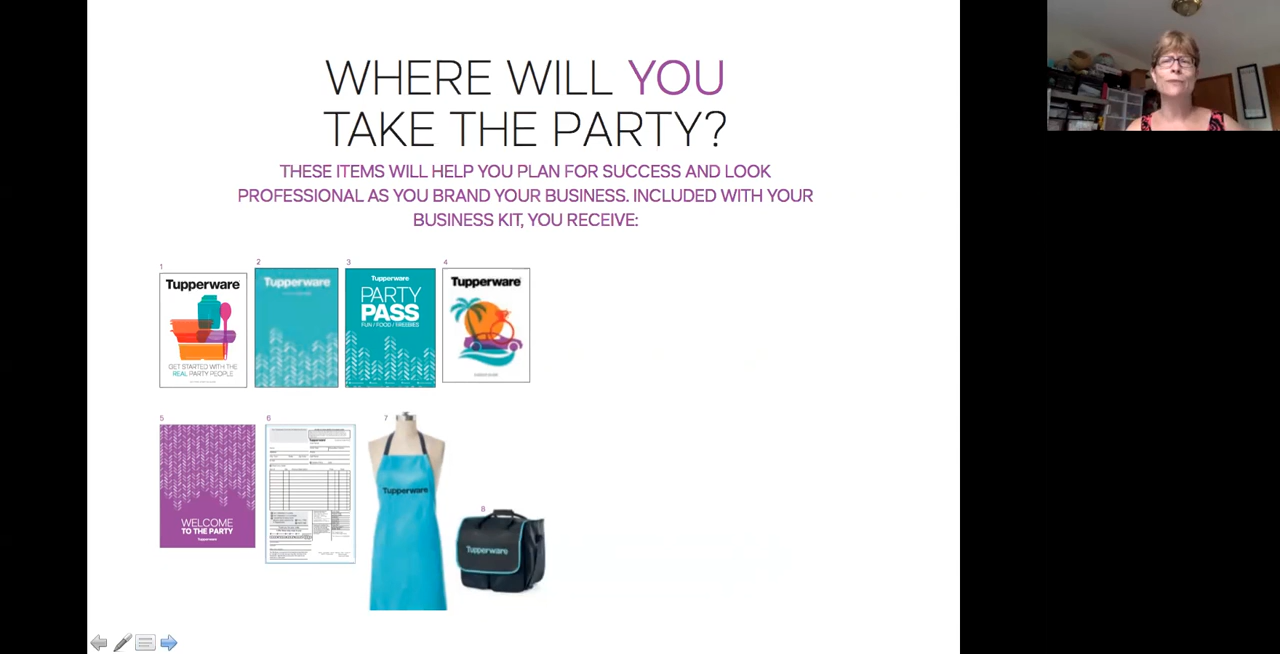 WHERE WILL YOU
TAKE THE PARTY?
THESE ITEMS WILL HELP YOU PLAN FOR SUCCESS AND LOOK
PROFESSIONAL AS YOU BRAND YOUR BUSINESS. INCLUDED WITH YOUR
BUSINESS KIT, YOU RECEIVE:
1
Tupperware
GET STARTED WITH THE
REAL PARTY PEOPLE
2
Tupperware
3
Tupperware
PARTY
PASS
FUN / FOOD / FREEBIES
4
Tupperware
5
WELCOME
TO THE PARTY
Tupperware
6
Tupperware
7
Tupperware
8
Tupperware